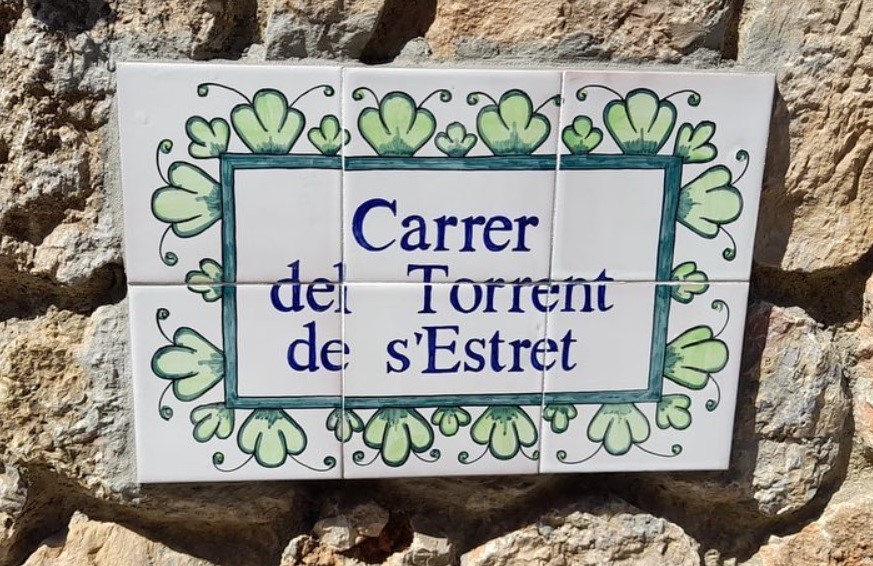 Carrer
del Torrent
de s'Estret